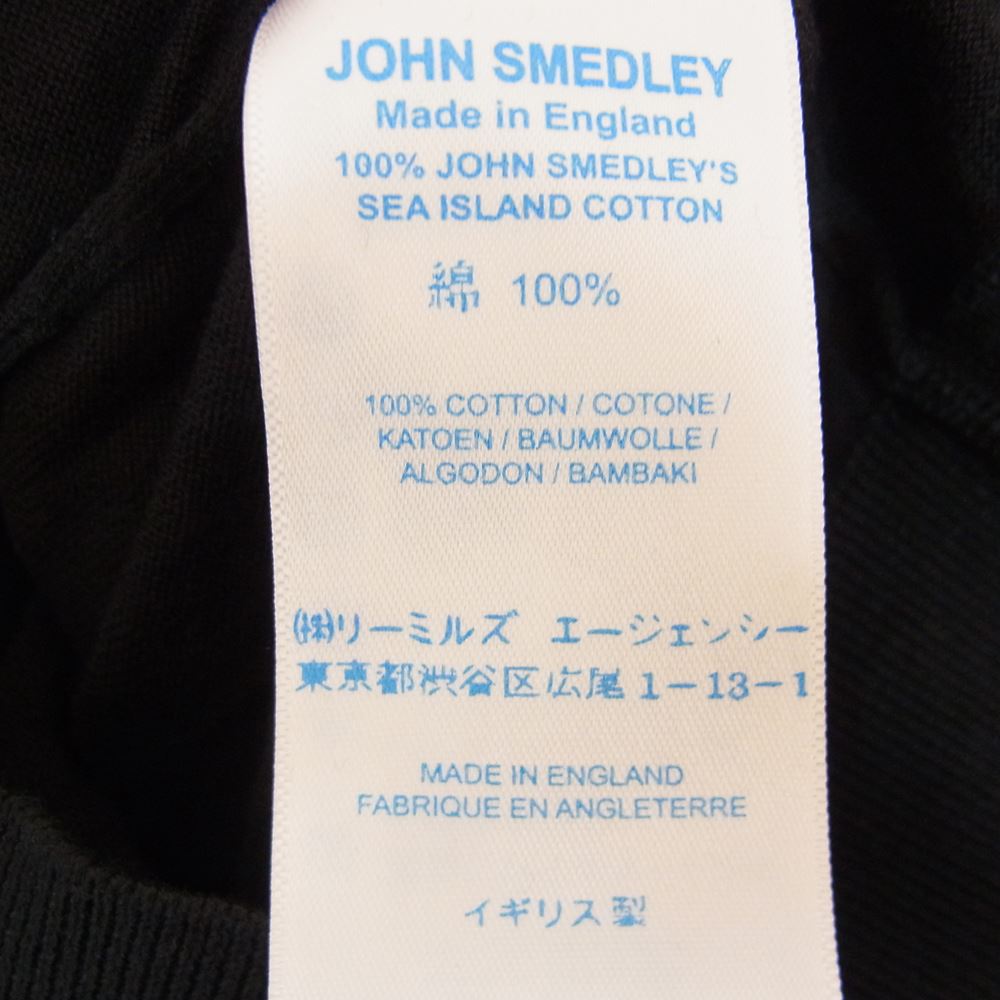 JOHN SMEDLEY
Made in England
100% JOHN SMEDLEY'S
SEA ISLAND COTTON
綿 100%
100% COTTON / COTONE /
KATOEN / BAUMWOLLE /
ALGODON / BAMBAKI
㈱リーミルズ エージェンシー
東京都渋谷区広尾1-13-1
MADE IN ENGLAND
FABRIQUE EN ANGLETERRE
イギリス製